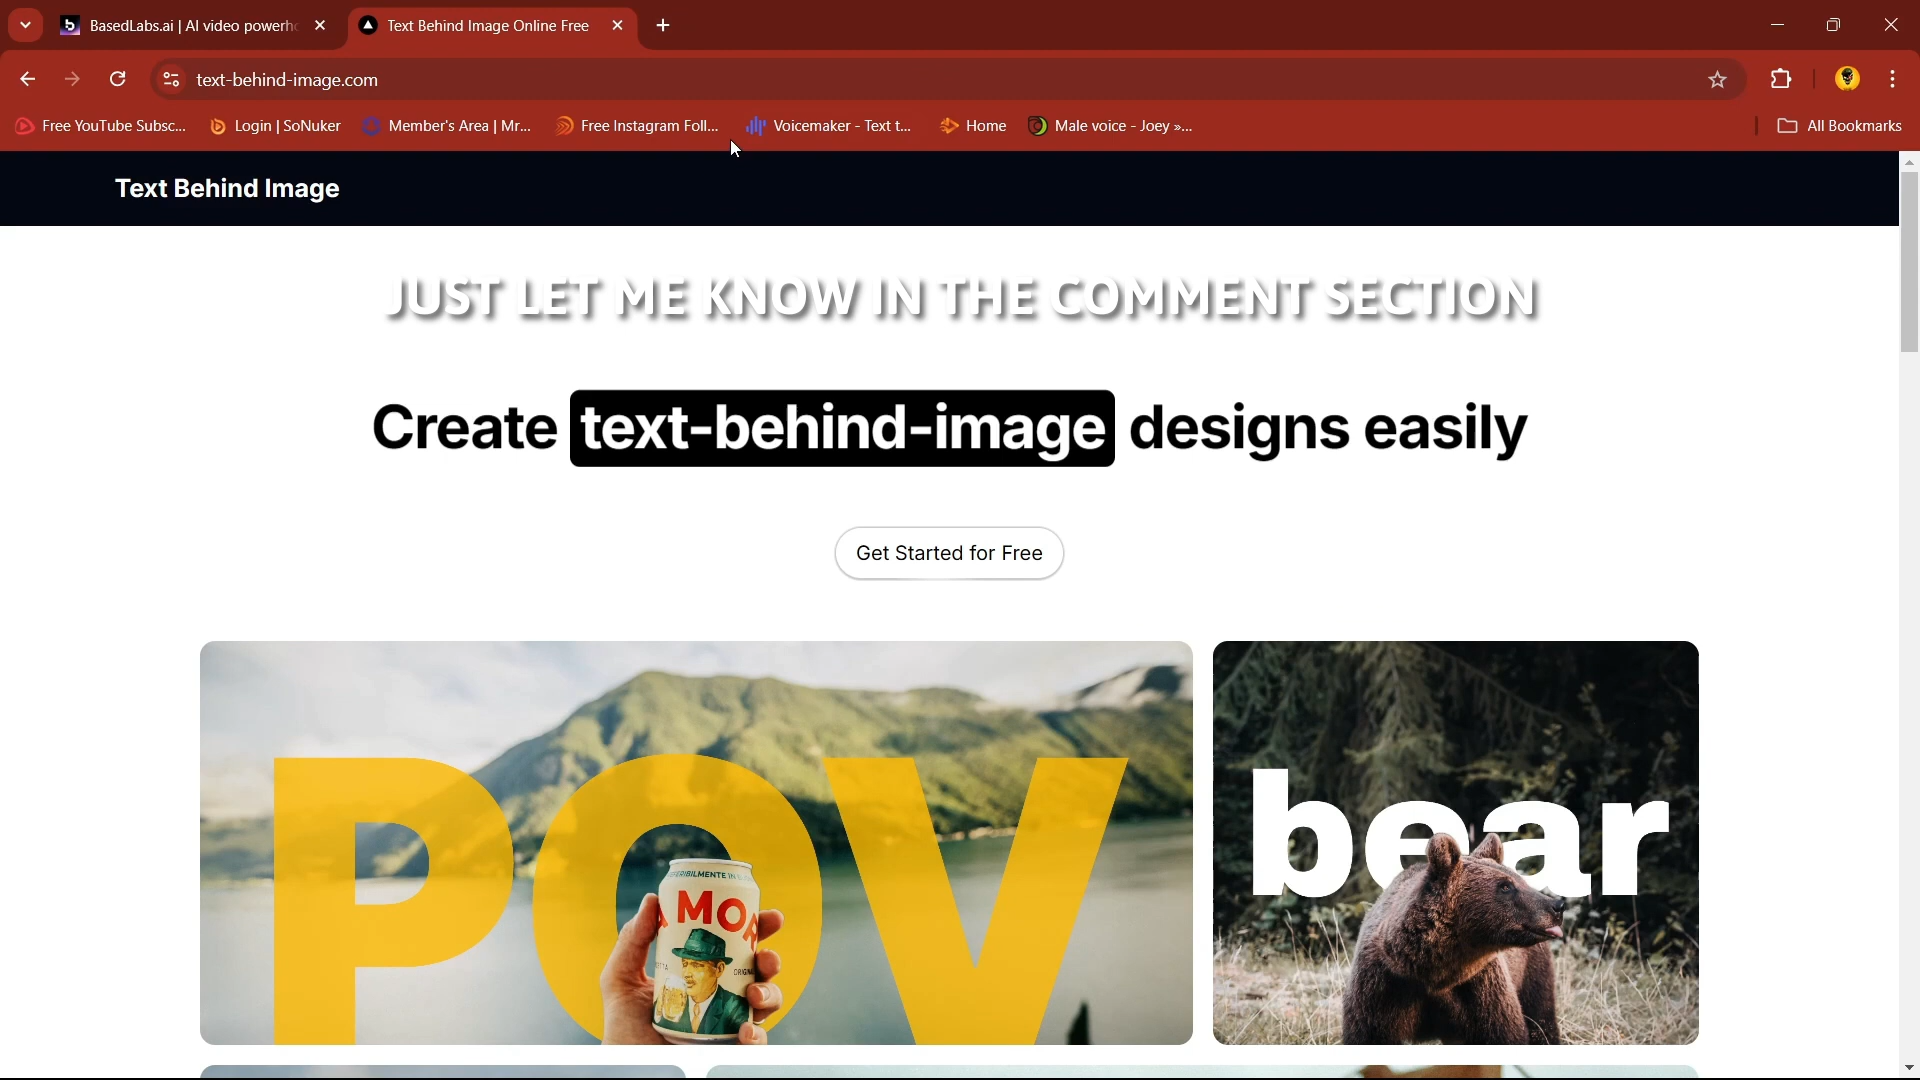 BasedLabs.ai | AI video powerh
Text Behind Image Online Free
text-behind-image.com
Free YouTube Subsc...
Login | SoNuker
Member's Area | Mr...
Free Instagram Foll...
Voicemaker - Text t...
Home
Male voice - Joey »...
All Bookmarks
Text Behind Image
JUST LET ME KNOW IN THE COMMENT SECTION
Create text-behind-image designs easily
Get Started for Free
POV
MOR
bear